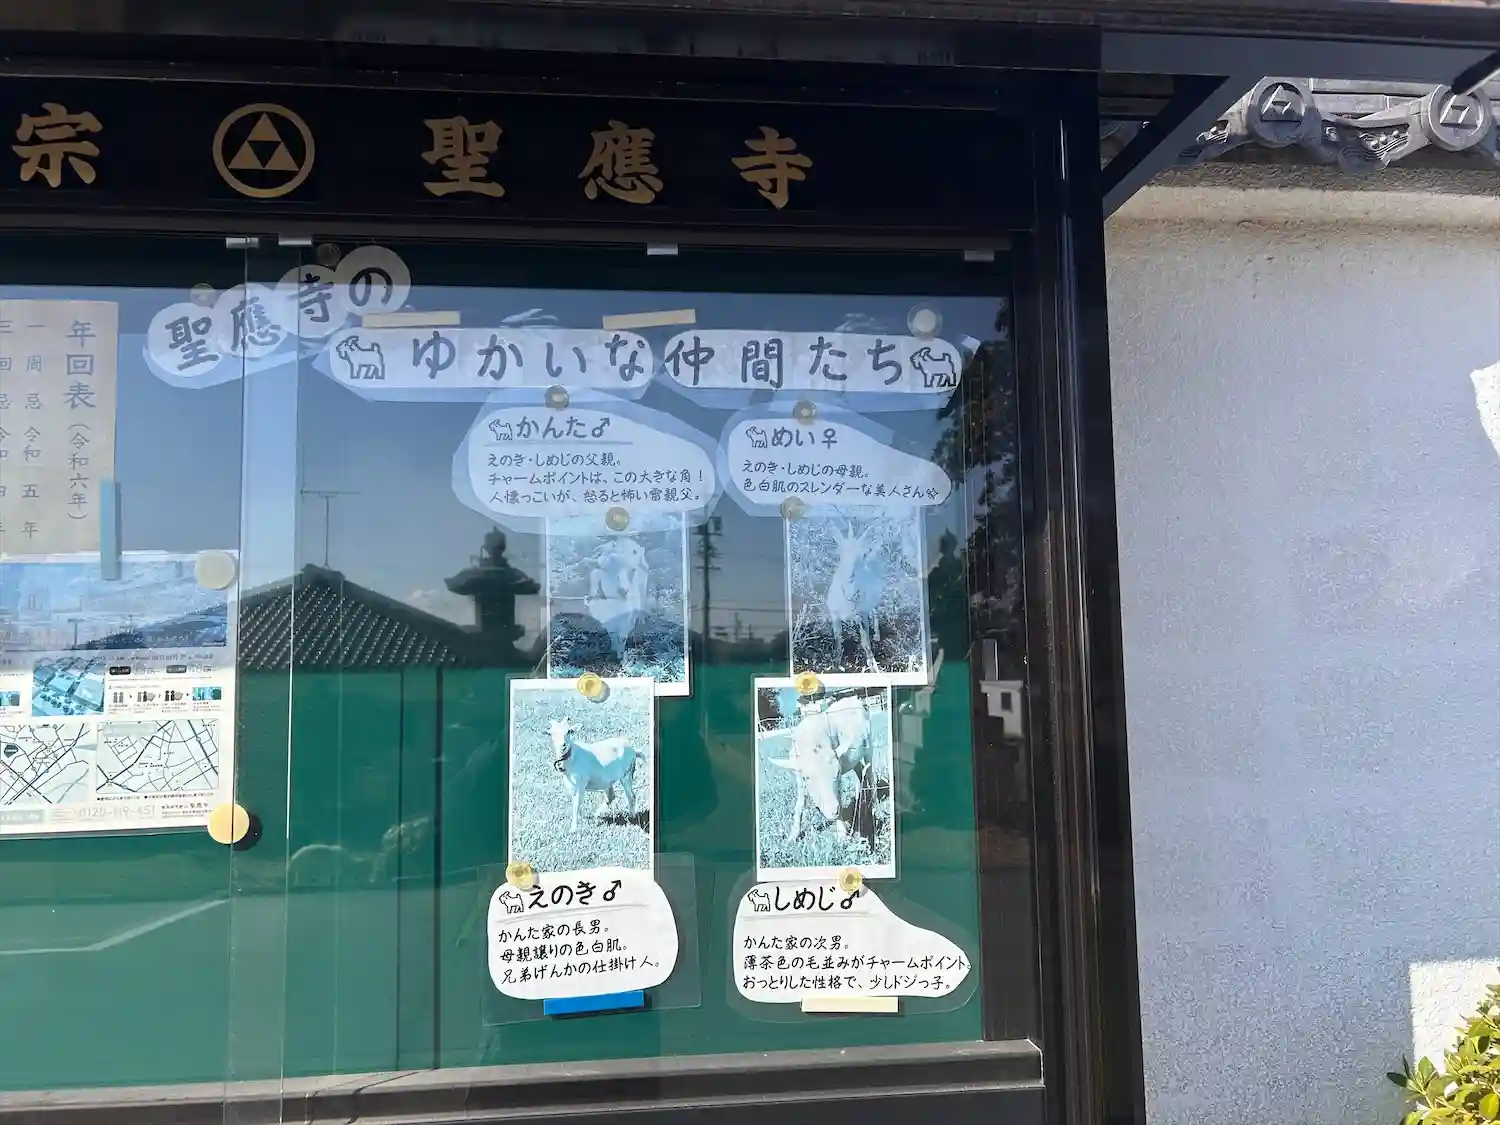 宗 聖應寺
年回表(令和六年)
一周忌 令和五年
聖應寺の
ゆかいな仲間たち
かんた♂
えのき・しめじの父親。
チャームポイントは、この大きな角!
人懐っこいが、怒ると怖い雷親父。
めい♀
えのき・しめじの母親。
色白肌のスレンダーな美人さん☆
えのき♂
かんた家の長男。
母親譲りの色白肌。
兄弟げんかの仕掛け人。
しめじ♂
かんた家の次男。
薄茶色の毛並みがチャームポイント。
おっとりした性格で、少しドジっ子。